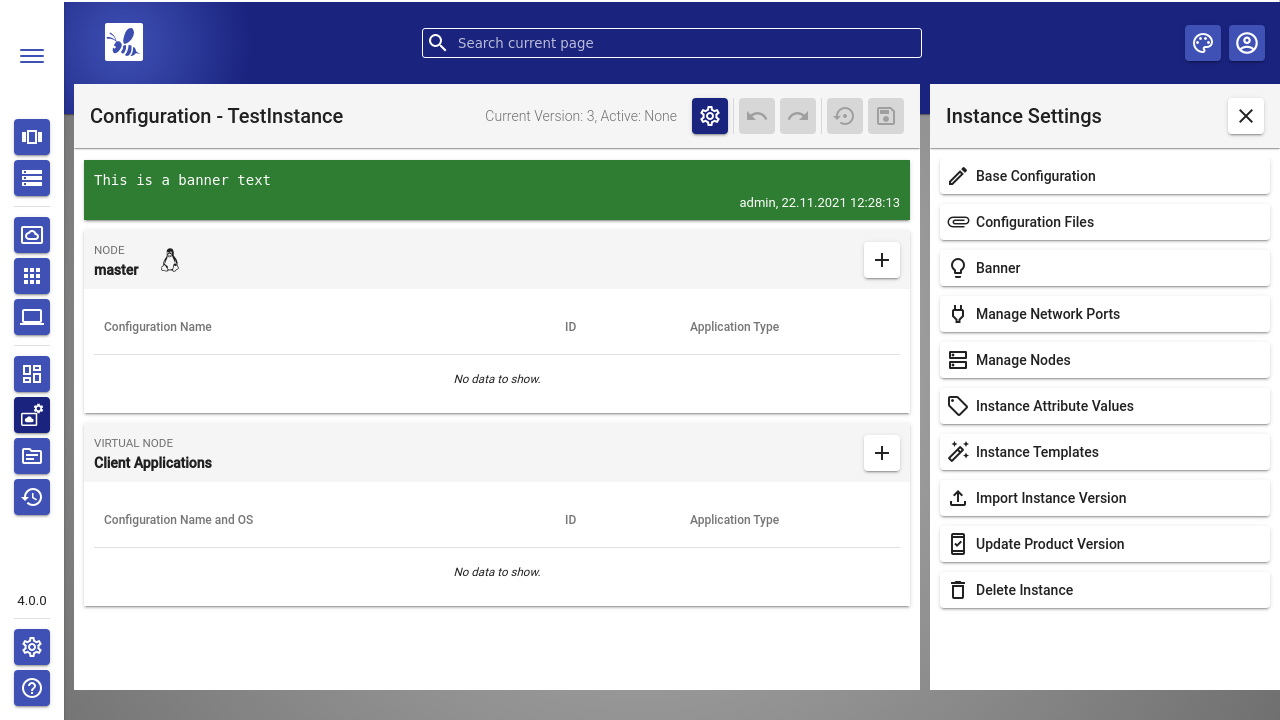 Search current page
Configuration - TestInstance
Current Version: 3, Active: None
Instance Settings
This is a banner text
admin, 22.11.2021 12:28:13
NODE
master
Configuration Name
ID
Application Type
No data to show.
VIRTUAL NODE
Client Applications
Configuration Name and OS
ID
Application Type
No data to show.
Base Configuration
Configuration Files
Banner
Manage Network Ports
Manage Nodes
Instance Attribute Values
Instance Templates
Import Instance Version
Update Product Version
Delete Instance
4.0.0